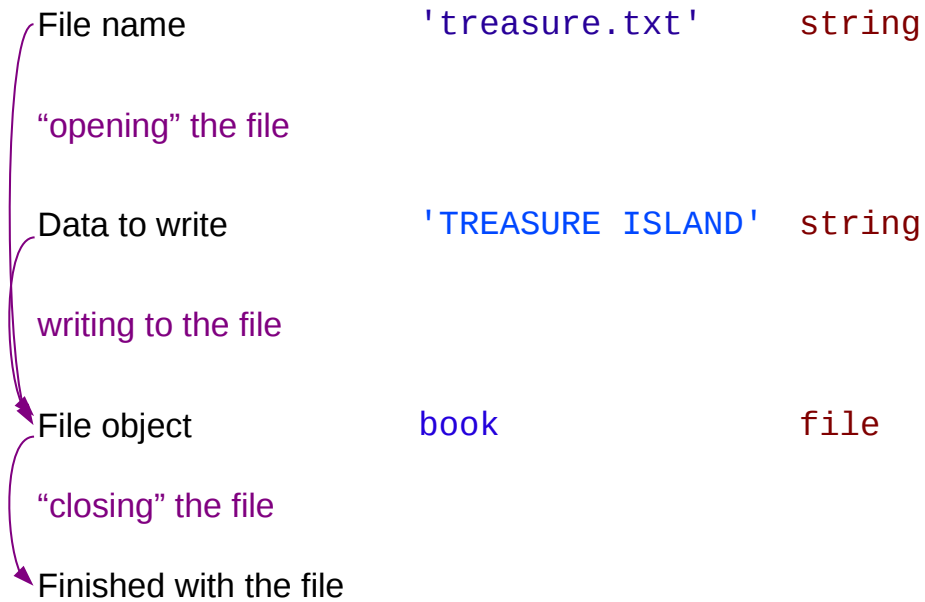 File name 'treasure.txt' string
“opening” the file
Data to write 'TREASURE ISLAND' string
writing to the file
File object book file
“closing” the file
Finished with the file